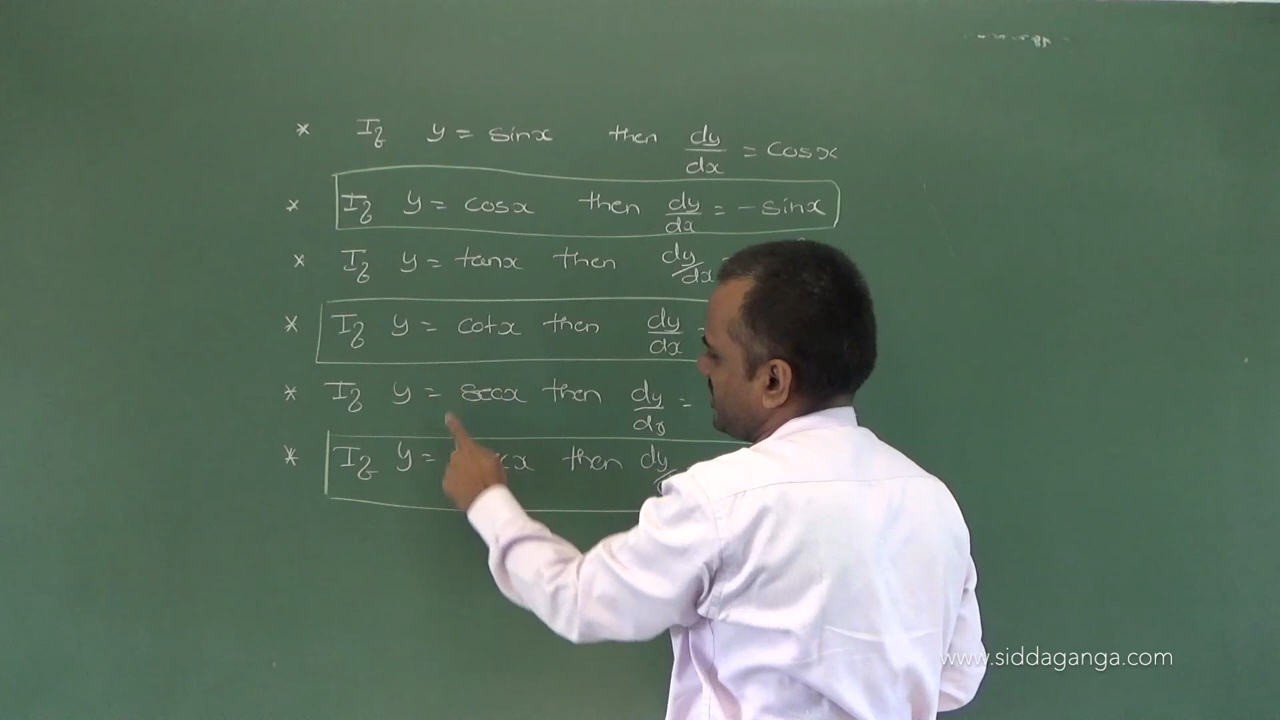 * If y = sinx then dy/dx = cosx
* If y = cosx then dy/dx = -sinx
* If y = tanx then dy/dx =
* If y = cotx then dy/dx =
* If y = secx then dy/dx =
* If y = then dy/
www.siddaganga.com